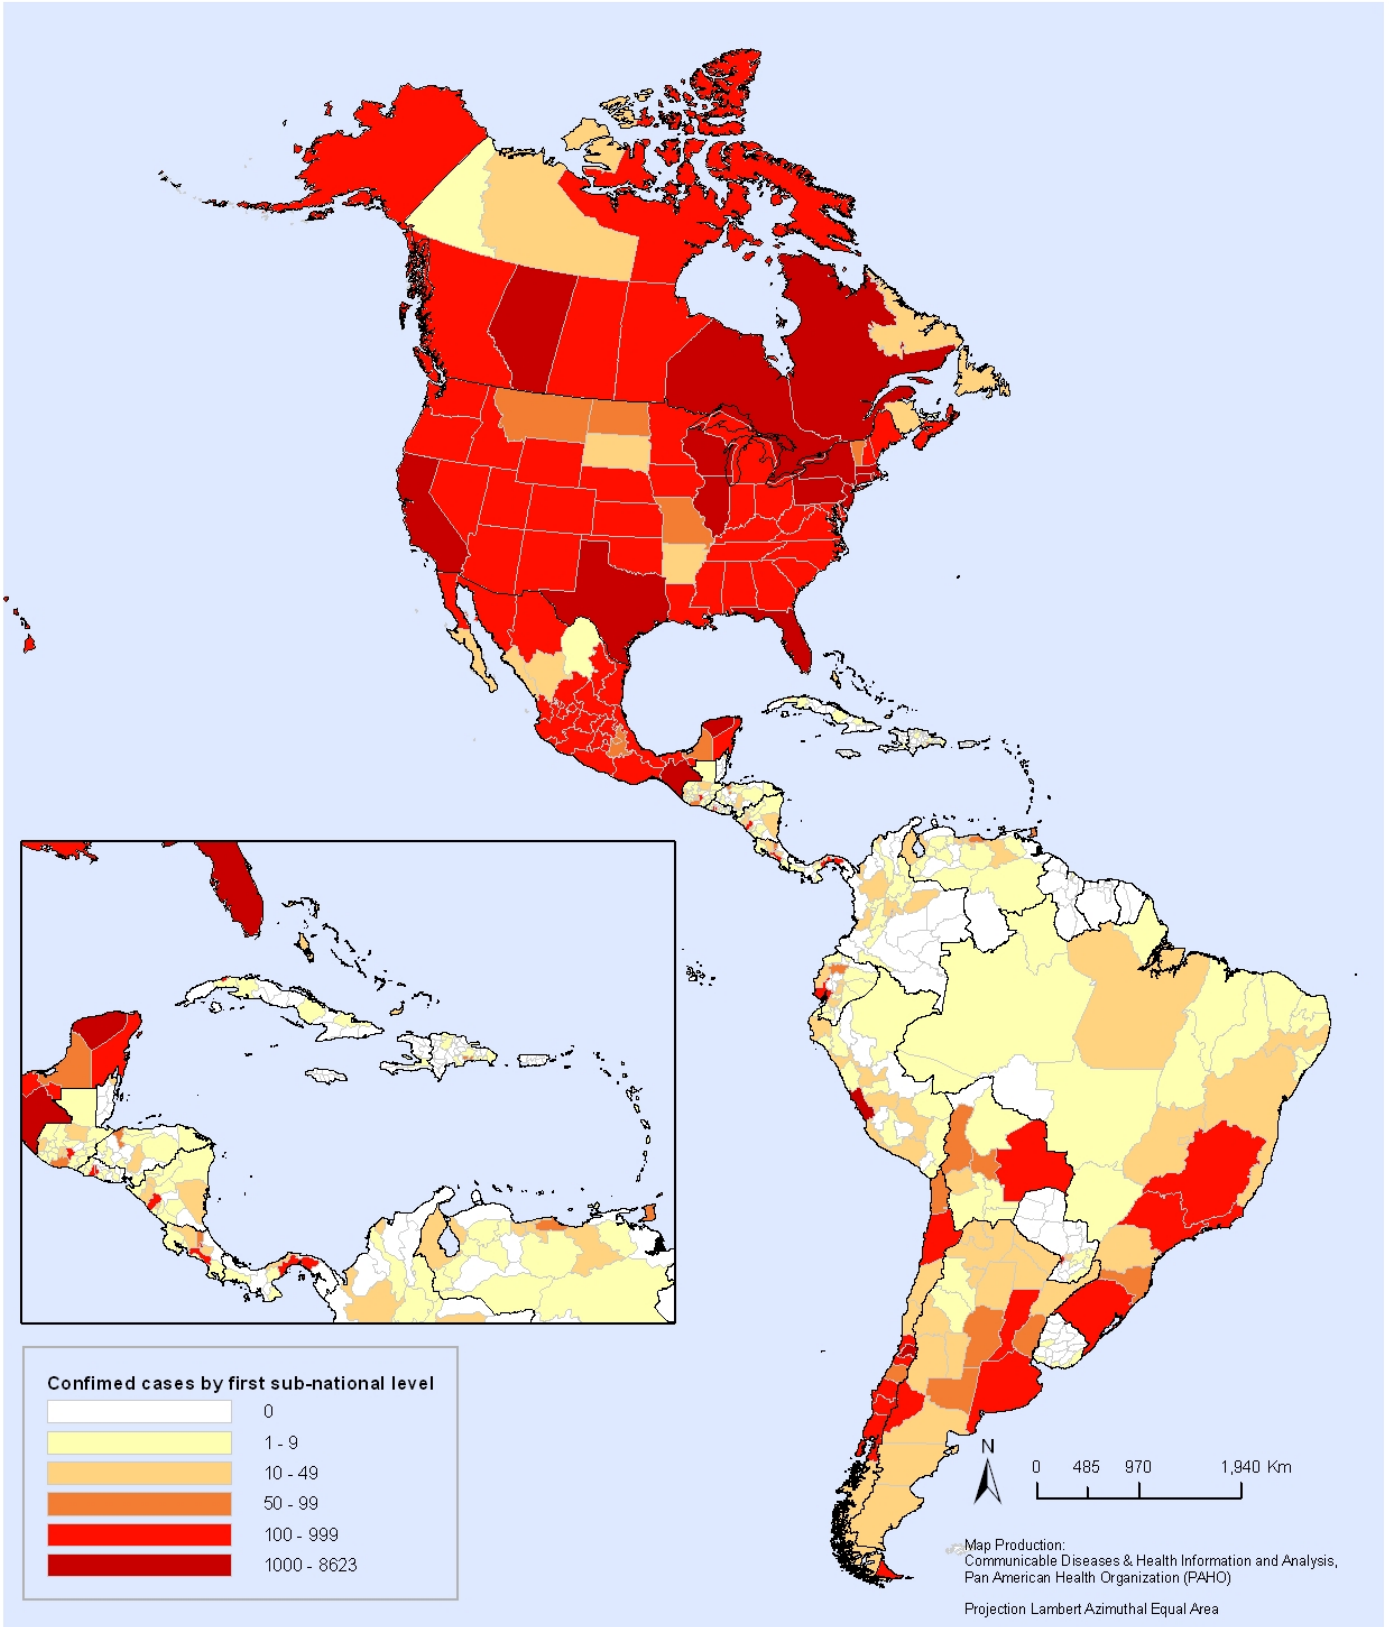 Confimed cases by first sub-national level
0
1 - 9
10 - 49
50 - 99
100 - 999
1000 - 8623
N
0 485 970 1,940 Km
Map Production:
Communicable Diseases & Health Information and Analysis,
Pan American Health Organization (PAHO)
Projection Lambert Azimuthal Equal Area